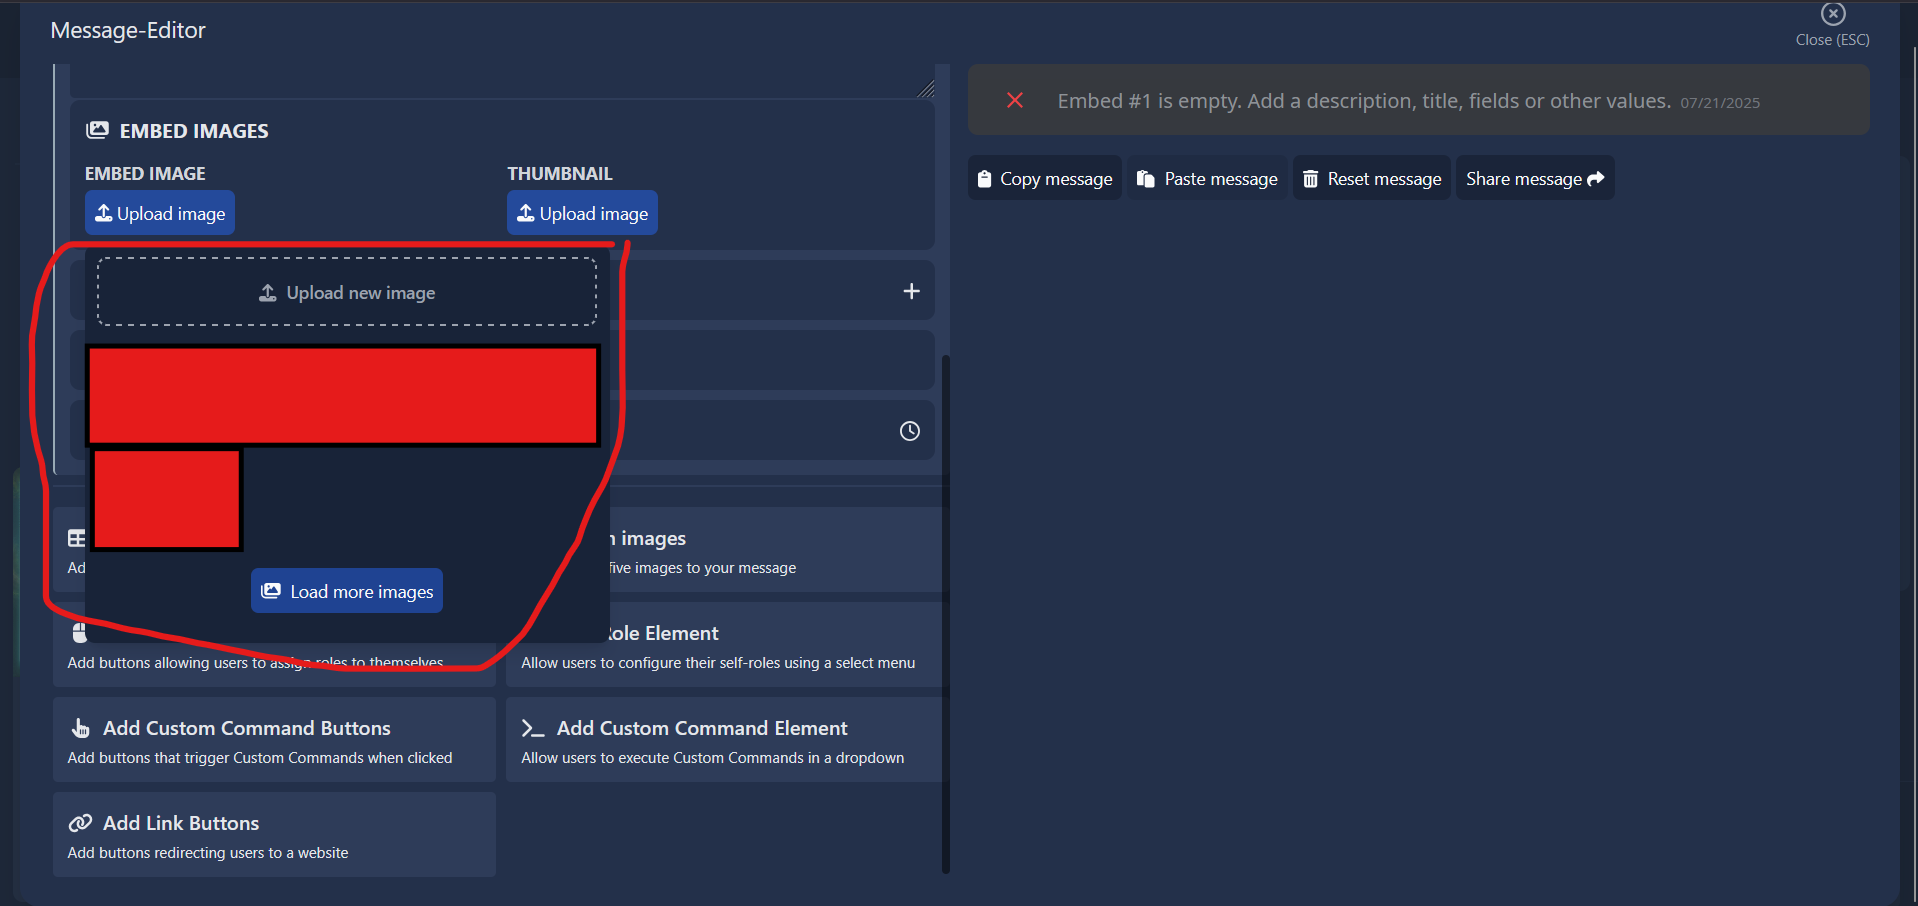 Message-Editor
Close (ESC)
EMBED IMAGES
EMBED IMAGE
THUMBNAIL
Upload image
Upload image
Upload new image
Load more images
Ad
images
five images to your message
Role Element
Add buttons allowing users to assign roles to themselves
Allow users to configure their self-roles using a select menu
Add Custom Command Buttons
Add buttons that trigger Custom Commands when clicked
Add Custom Command Element
Allow users to execute Custom Commands in a dropdown
Add Link Buttons
Add buttons redirecting users to a website
Embed #1 is empty. Add a description, title, fields or other values. 07/21/2025
Copy message
Paste message
Reset message
Share message